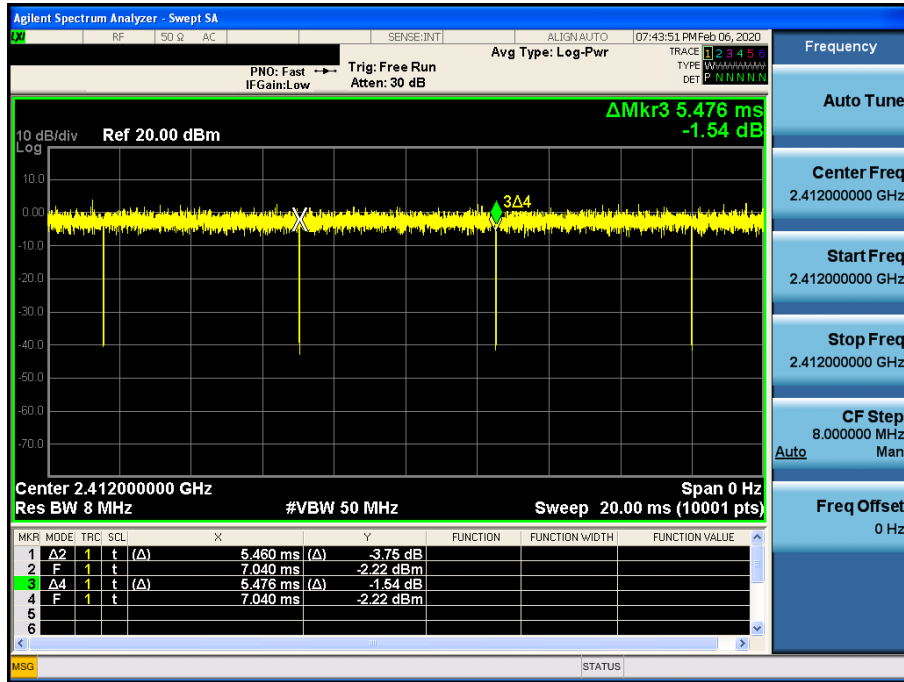 Agilent Spectrum Analyzer - Swept SA
LXI RF 50 Ω AC SENSE:INT ALIGN AUTO 07:43:51 PM Feb 06, 2020
Avg Type: Log-Pwr
TRACE 1 2 3 4 5 6
PNO: Fast Trig: Free Run
TYPE WWWWWWW
IFGain:Low Atten: 30 dB
DET P N N N N N
ΔMkr3 5.476 ms
-1.54 dB
10 dB/div Ref 20.00 dBm
Log
10.0
0.00
-10.0
-20.0
-30.0
-40.0
-50.0
-60.0
-70.0
X
3Δ4
Center 2.412000000 GHz Span 0 Hz
Res BW 8 MHz #VBW 50 MHz Sweep 20.00 ms (10001 pts)
MKR MODE TRC SCL X Y FUNCTION FUNCTION WIDTH FUNCTION VALUE
1 Δ2 1 t (Δ) 5.460 ms (Δ) -3.75 dB
2 F 1 t 7.040 ms -2.22 dBm
3 Δ4 1 t (Δ) 5.476 ms (Δ) -1.54 dB
4 F 1 t 7.040 ms -2.22 dBm
5
6
MSG STATUS
Frequency
Auto Tune
Center Freq
2.412000000 GHz
Start Freq
2.412000000 GHz
Stop Freq
2.412000000 GHz
CF Step
8.000000 MHz
Auto Man
Freq Offset
0 Hz